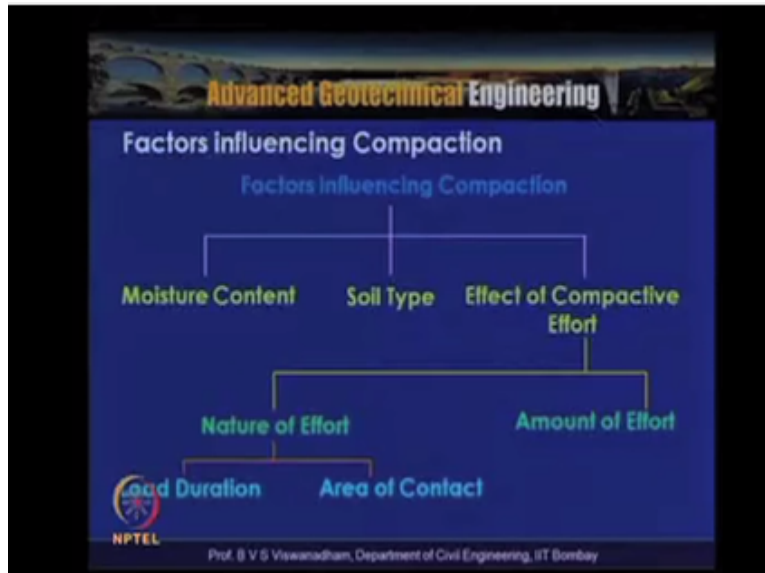 Advanced Geotechnical Engineering
Factors influencing Compaction
Factors influencing Compaction
Moisture Content
Soil Type
Effect of Compactive
Effort
Nature of Effort
Amount of Effort
Load Duration
Area of Contact
NPTEL
Prof. B V S Viswanadham, Department of Civil Engineering, IIT Bombay